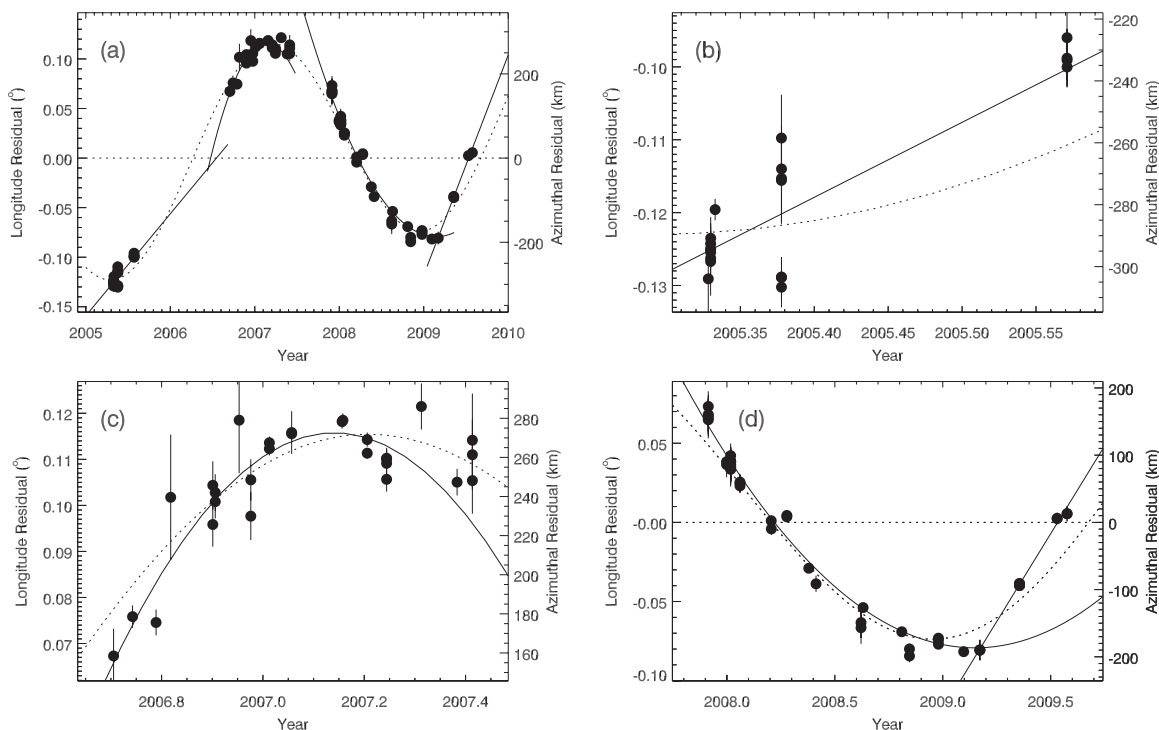 (a)
Longitude Residual (°)
0.10
0.05
0.00
-0.05
-0.10
-0.15
2005 2006 2007 2008 2009 2010
Year
200
0
-200
Azimuthal Residual (km)
(b)
Longitude Residual (°)
-0.10
-0.11
-0.12
-0.13
2005.35 2005.40 2005.45 2005.50 2005.55
Year
-220
-240
-260
-280
-300
Azimuthal Residual (km)
(c)
Longitude Residual (°)
0.12
0.11
0.10
0.09
0.08
0.07
2006.8 2007.0 2007.2 2007.4
Year
280
260
240
220
200
180
160
Azimuthal Residual (km)
(d)
Longitude Residual (°)
0.05
-0.00
-0.05
-0.10
2008.0 2008.5 2009.0 2009.5
Year
200
100
0
-100
-200
Azimuthal Residual (km)